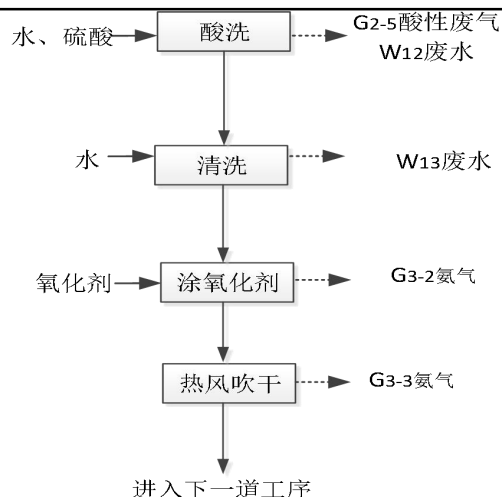 水、硫酸
酸洗
G2-5酸性废气
W12废水
水
清洗
W13废水
氧化剂
涂氧化剂
G3-2氨气
热风吹干
G3-3氨气
进入下一道工序